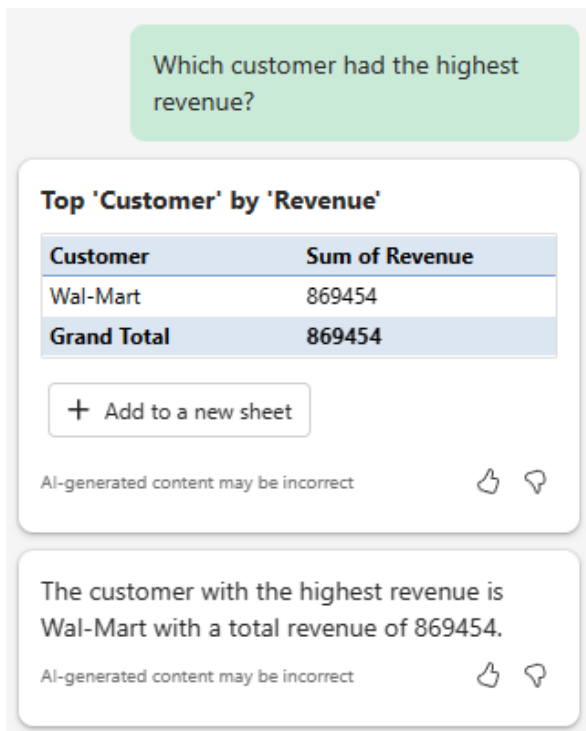 Which customer had the highest
revenue?
Top 'Customer' by 'Revenue'
Customer Sum of Revenue
Wal-Mart 869454
Grand Total 869454
+ Add to a new sheet
AI-generated content may be incorrect
The customer with the highest revenue is
Wal-Mart with a total revenue of 869454.
AI-generated content may be incorrect